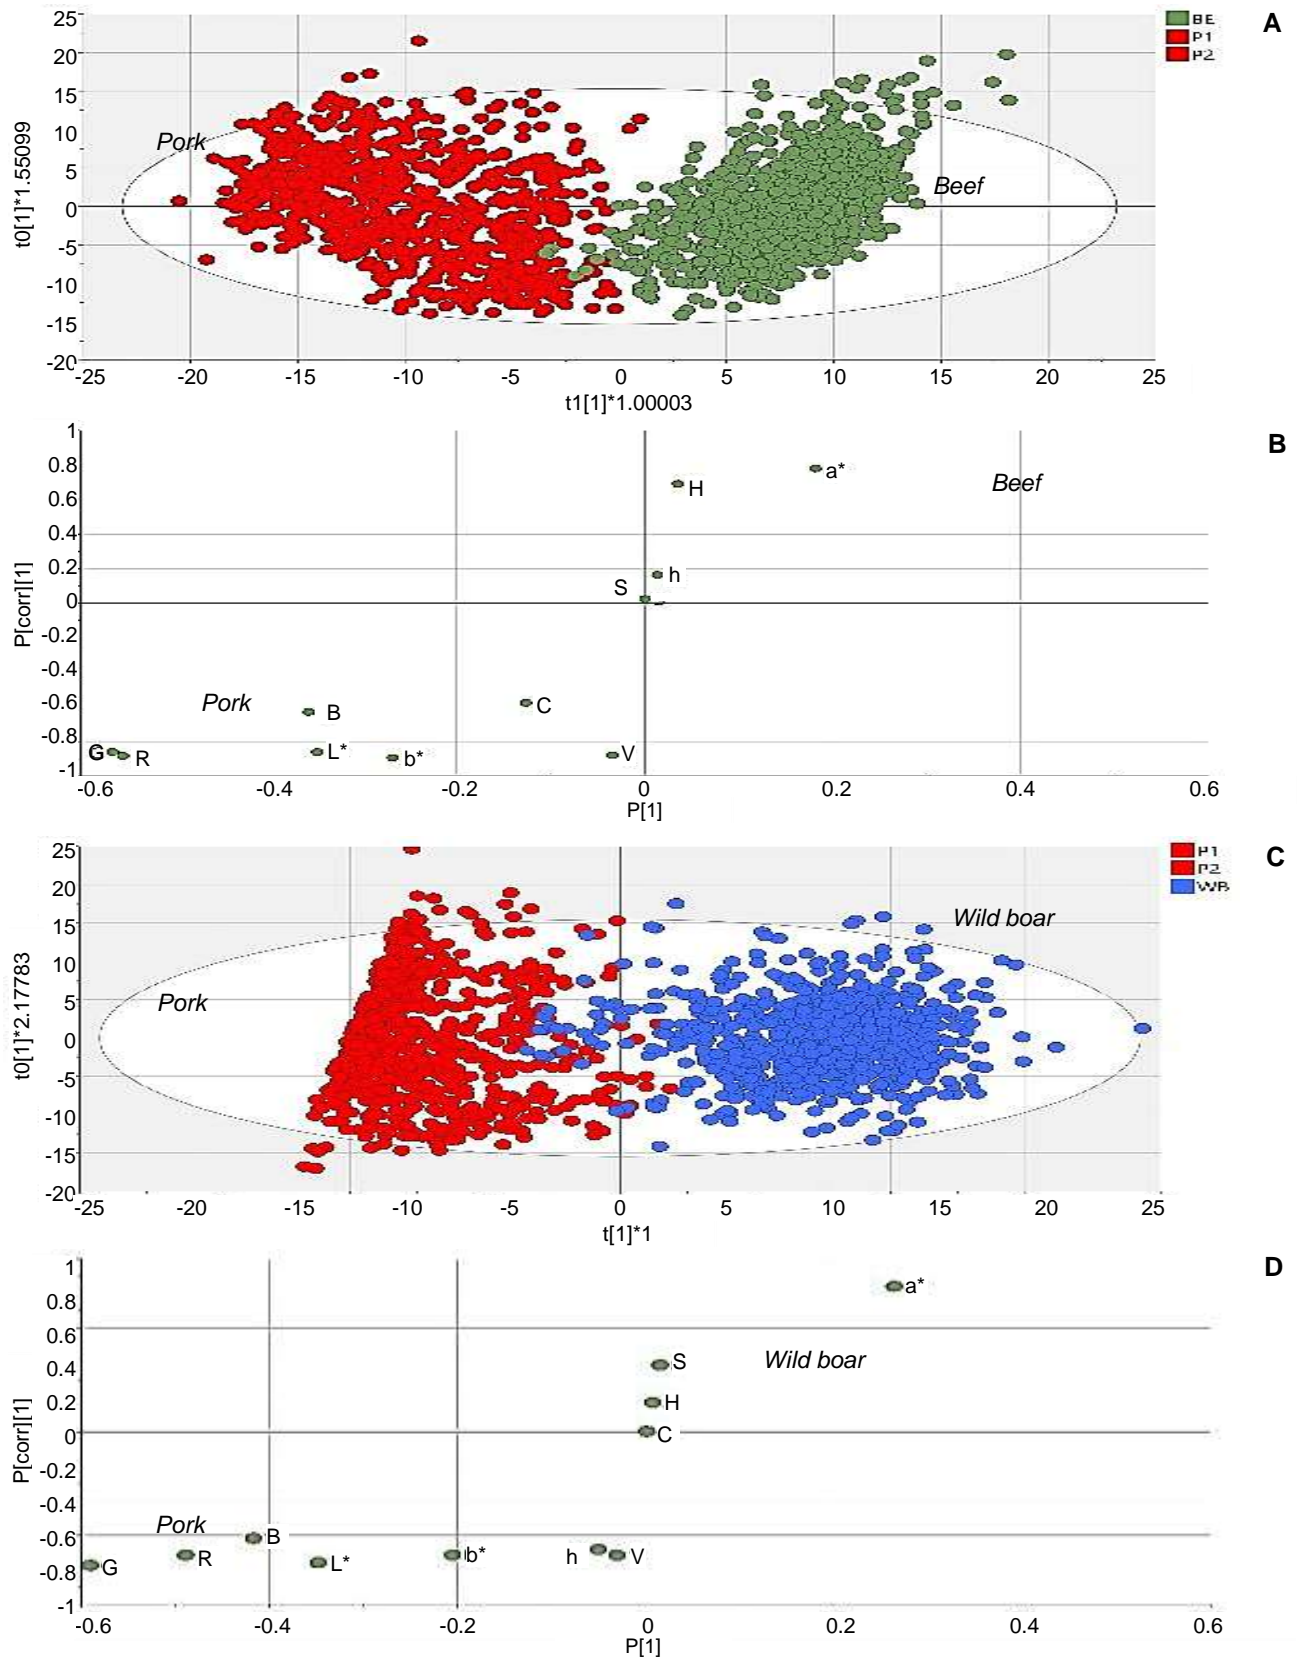 A
BE
P1
P2
25
20
15
10
5
0
-5
-10
-15
-20
t0[1]*1.55099
Pork
Beef
-25 -20 -15 -10 -5 0 5 10 15 20 25
t1[1]*1.00003
B
1
0.8
0.6
0.4
0.2
0
-0.2
-0.4
-0.6
-0.8
-1
P[corr][1]
a*
Beef
H
h
S
Pork
B
C
G
R
L*
b*
V
-0.6 -0.4 -0.2 0 0.2 0.4 0.6
P[1]
C
P1
P2
WB
25
20
15
10
5
0
-5
-10
-15
-20
t0[1]*2.17783
Wild boar
Pork
-25 -20 -15 -10 -5 0 5 10 15 20 25
t[1]*1
D
1
0.8
0.6
0.4
0.2
0
-0.2
-0.4
-0.6
-0.8
-1
P[corr][1]
a*
S
Wild boar
H
C
Pork
B
G
R
L*
b*
h
V
-0.6 -0.4 -0.2 0 0.2 0.4 0.6
P[1]